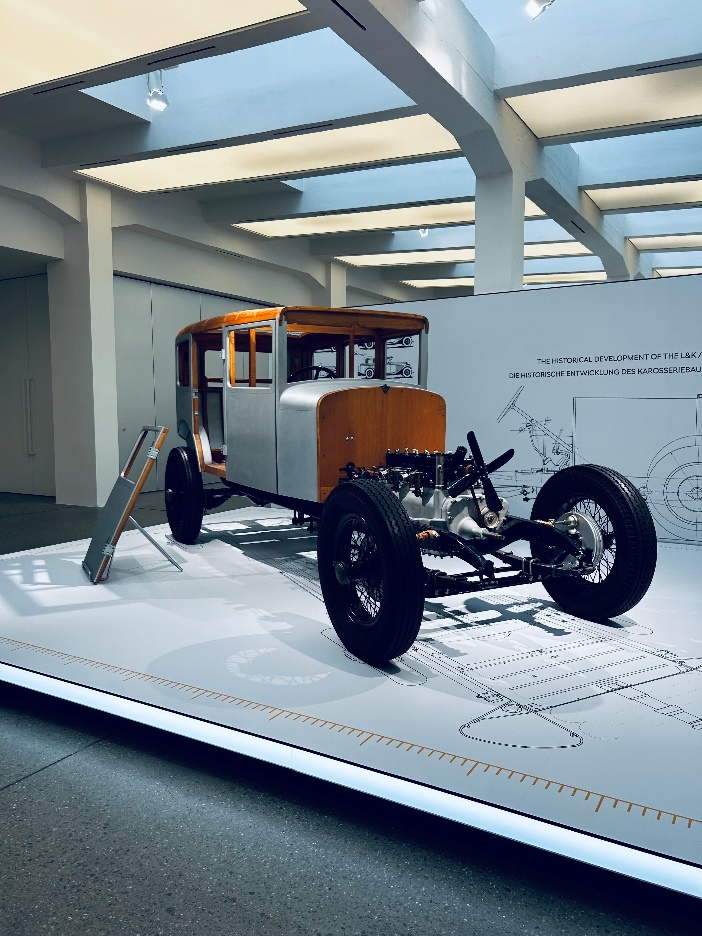 THE HISTORICAL DEVELOPMENT OF THE L&K /
DIE HISTORISCHE ENTWICKLUNG DES KAROSSERIEBAU